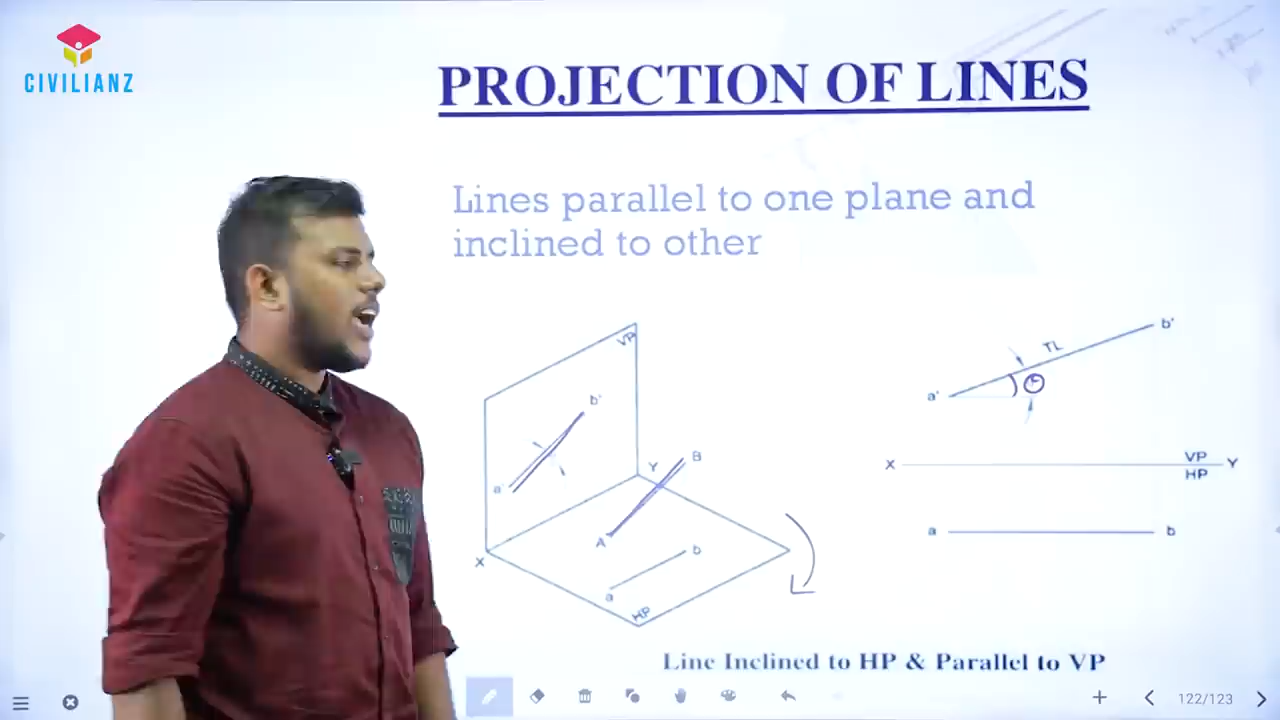 CIVILIANZ
PROJECTION OF LINES
Lines parallel to one plane and
inclined to other
VP
b'
a'
Y
B
A
b
a
X
HP
b'
TL
a'
X
VP
HP
Y
a
b
Line Inclined to HP & Parallel to VP
122/123